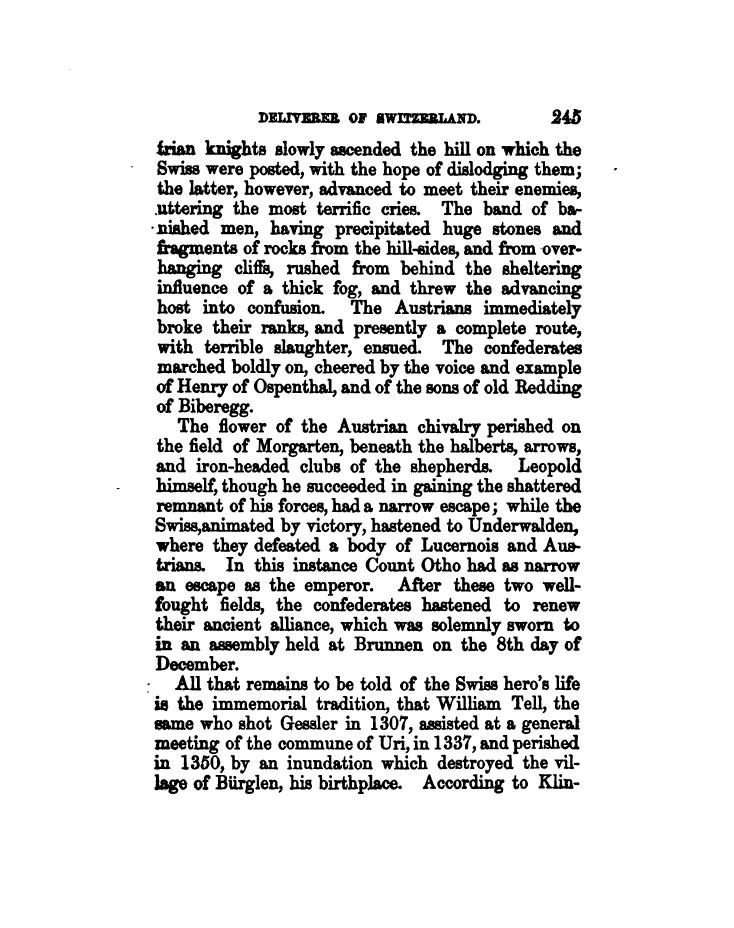 DELIVERER OF SWITZERLAND. 245
trian knights slowly ascended the hill on which the
Swiss were posted, with the hope of dislodging them;
the latter, however, advanced to meet their enemies,
uttering the most terrific cries. The band of ba-
nished men, having precipitated huge stones and
fragments of rocks from the hill-sides, and from over-
hanging cliffs, rushed from behind the sheltering
influence of a thick fog, and threw the advancing
host into confusion. The Austrians immediately
broke their ranks, and presently a complete route,
with terrible slaughter, ensued. The confederates
marched boldly on, cheered by the voice and example
of Henry of Ospenthal, and of the sons of old Redding
of Biberegg.
The flower of the Austrian chivalry perished on
the field of Morgarten, beneath the halberts, arrows,
and iron-headed clubs of the shepherds. Leopold
himself, though he succeeded in gaining the shattered
remnant of his forces, had a narrow escape; while the
Swiss,animated by victory, hastened to Underwalden,
where they defeated a body of Lucernois and Aus-
trians. In this instance Count Otho had as narrow
an escape as the emperor. After these two well-
fought fields, the confederates hastened to renew
their ancient alliance, which was solemnly sworn to
in an assembly held at Brunnen on the 8th day of
December.
All that remains to be told of the Swiss hero's life
is the immemorial tradition, that William Tell, the
same who shot Gessler in 1307, assisted at a general
meeting of the commune of Uri, in 1337, and perished
in 1350, by an inundation which destroyed the vil-
lage of Bürglen, his birthplace. According to Klin-